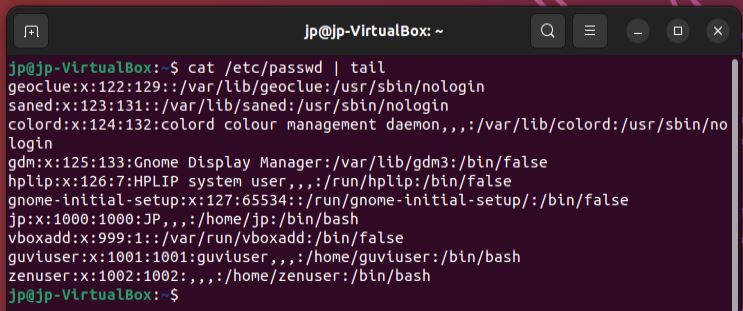 jp@jp-VirtualBox: ~
jp@jp-VirtualBox:~$ cat /etc/passwd | tail
geoclue:x:122:129::/var/lib/geoclue:/usr/sbin/nologin
saned:x:123:131::/var/lib/saned:/usr/sbin/nologin
colord:x:124:132:colord colour management daemon,,,:/var/lib/colord:/usr/sbin/no
login
gdm:x:125:133:Gnome Display Manager:/var/lib/gdm3:/bin/false
hplip:x:126:7:HPLIP system user,,,:/run/hplip:/bin/false
gnome-initial-setup:x:127:65534::/run/gnome-initial-setup/:/bin/false
jp:x:1000:1000:JP,,,:/home/jp:/bin/bash
vboxadd:x:999:1::/var/run/vboxadd:/bin/false
guviuser:x:1001:1001:guviuser,,,:/home/guviuser:/bin/bash
zenuser:x:1002:1002:,,,:/home/zenuser:/bin/bash
jp@jp-VirtualBox:~$